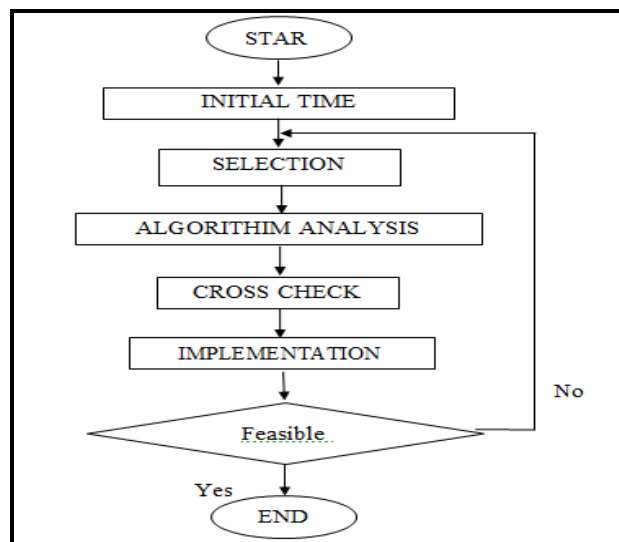 STAR
INITIAL TIME
SELECTION
ALGORITHIM ANALYSIS
CROSS CHECK
IMPLEMENTATION
No
Feasible
Yes
END